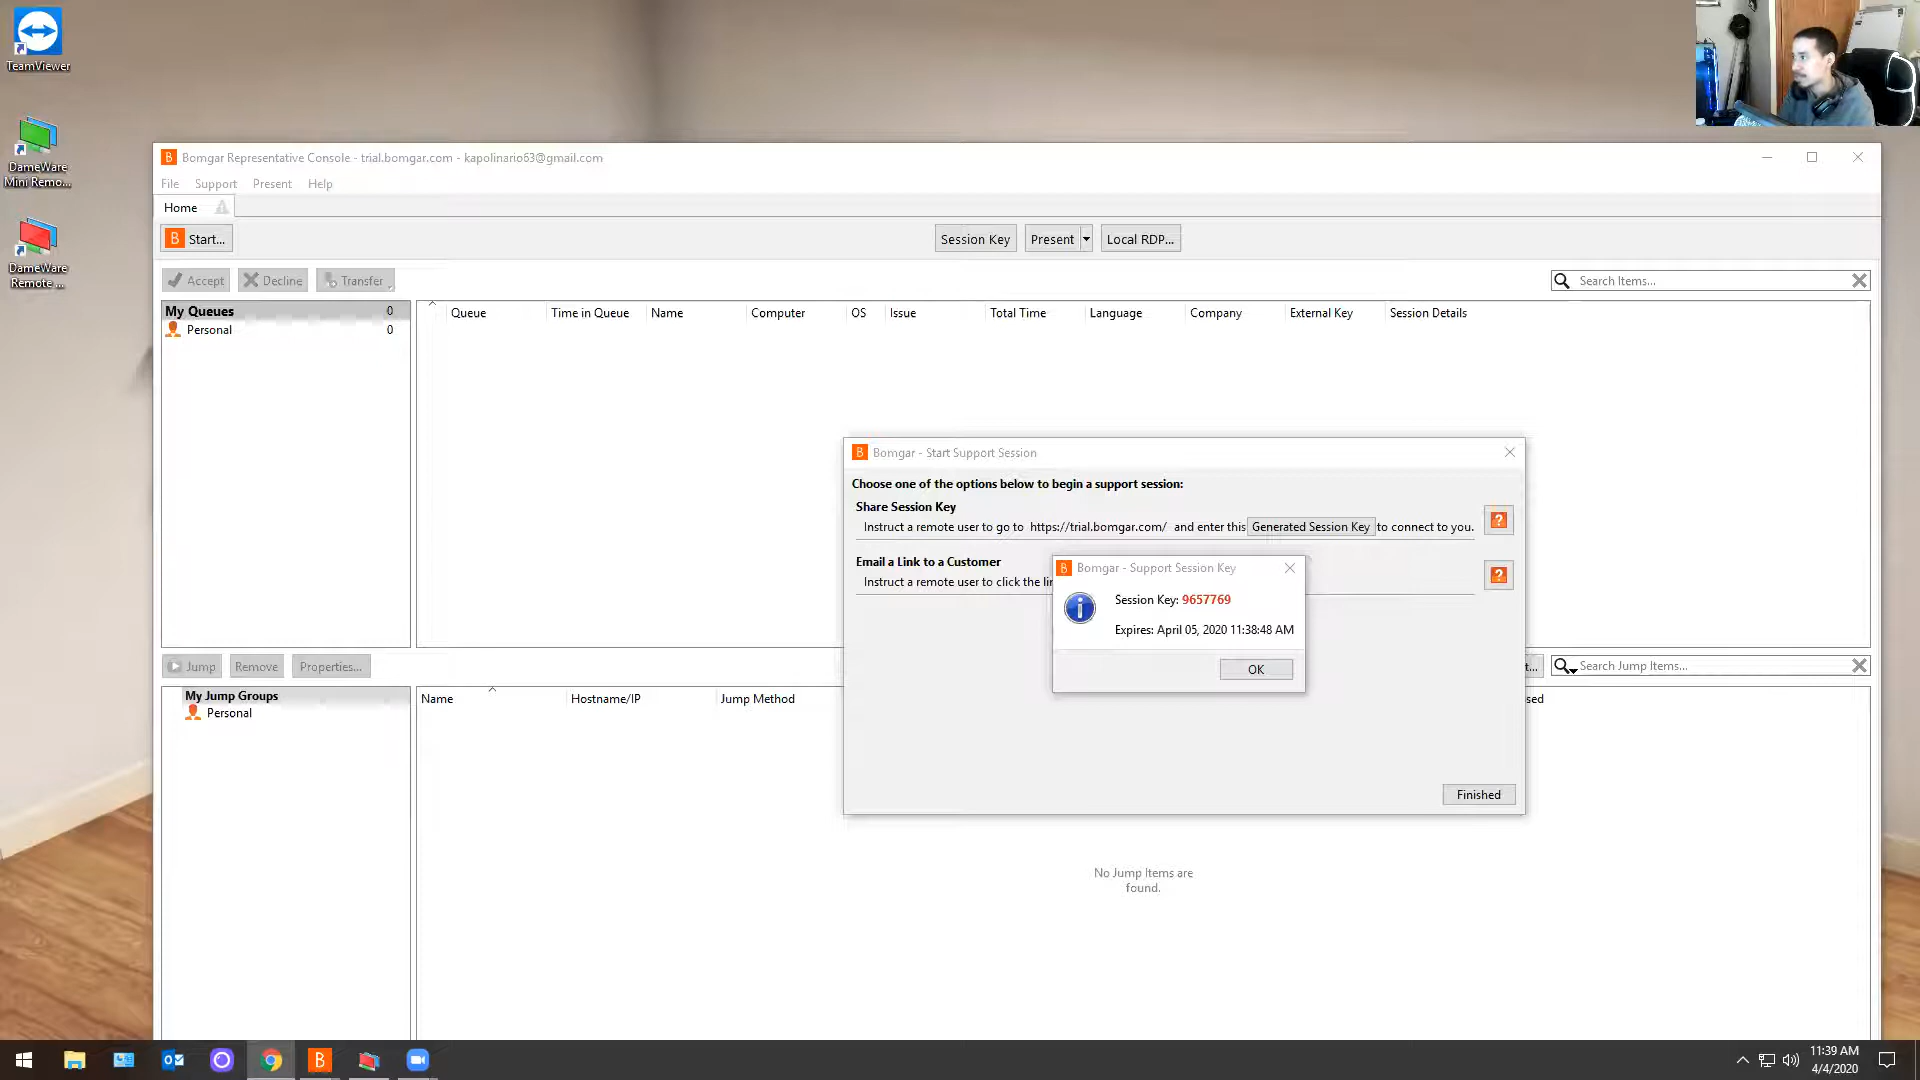 TeamViewer
DameWare
Mini Remo...
DameWare
Remote ...
B Bomgar Representative Console - trial.bomgar.com - kapolinario63@gmail.com
File Support Present Help
Home
B Start... Session Key Present Local RDP...
Accept Decline Transfer Search Items...
My Queues 0
Personal 0
Queue Time in Queue Name Computer OS Issue Total Time Language Company External Key Session Details
B Bomgar - Start Support Session
Choose one of the options below to begin a support session:
Share Session Key
Instruct a remote user to go to https://trial.bomgar.com/ and enter this Generated Session Key to connect to you. ?
Email a Link to a Customer
Instruct a remote user to click the lin ?
B Bomgar - Support Session Key
i
Session Key: 9657769
Expires: April 05, 2020 11:38:48 AM
OK
Finished
Jump Remove Properties... t... Search Jump Items...
My Jump Groups
Personal
Name Hostname/IP Jump Method sed
No Jump Items are
found.
B
11:39 AM
4/4/2020